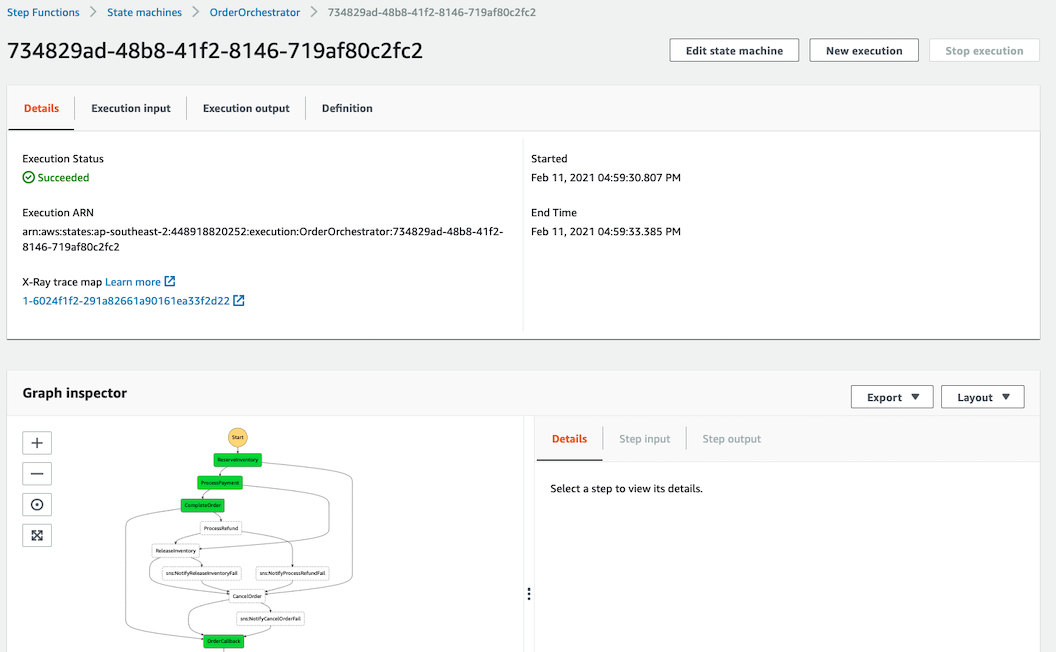 Step Functions > State machines > OrderOrchestrator > 734829ad-48b8-41f2-8146-719af80c2fc2
734829ad-48b8-41f2-8146-719af80c2fc2
Edit state machine
New execution
Stop execution
Details
Execution input
Execution output
Definition
Execution Status
Succeeded
Execution ARN
arn:aws:states:ap-southeast-2:448918820252:execution:OrderOrchestrator:734829ad-48b8-41f2-
8146-719af80c2fc2
X-Ray trace map Learn more
1-6024f1f2-291a82661a90161ea33f2d22
Started
Feb 11, 2021 04:59:30.807 PM
End Time
Feb 11, 2021 04:59:33.385 PM
Graph inspector
Export
Layout
Start
ReserveInventory
ProcessPayment
CompleteOrder
ProcessRefund
ReleaseInventory
sns:NotifyReleaseInventoryFail
sns:NotifyProcessRefundFail
CancelOrder
sns:NotifyCancelOrderFail
OrderCallback
Details
Step input
Step output
Select a step to view its details.